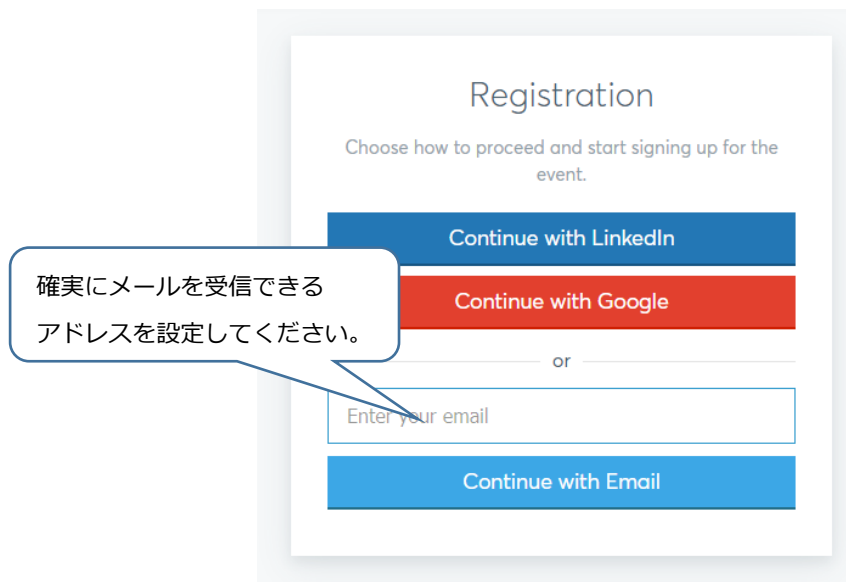 Registration
Choose how to proceed and start signing up for the
event.
Continue with LinkedIn
確実にメールを受信できる
アドレスを設定してください。
Continue with Google
or
Enter your email
Continue with Email